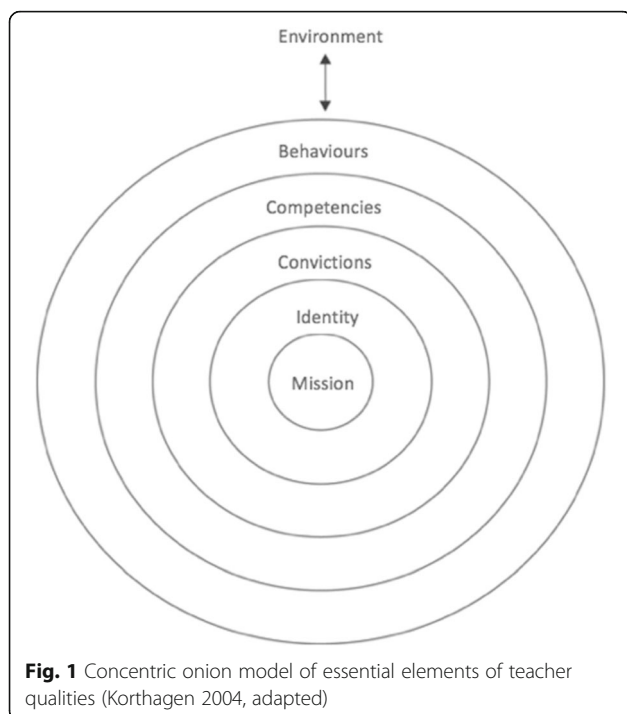 Environment
Behaviours
Competencies
Convictions
Identity
Mission
Fig. 1 Concentric onion model of essential elements of teacher
qualities (Korthagen 2004, adapted)